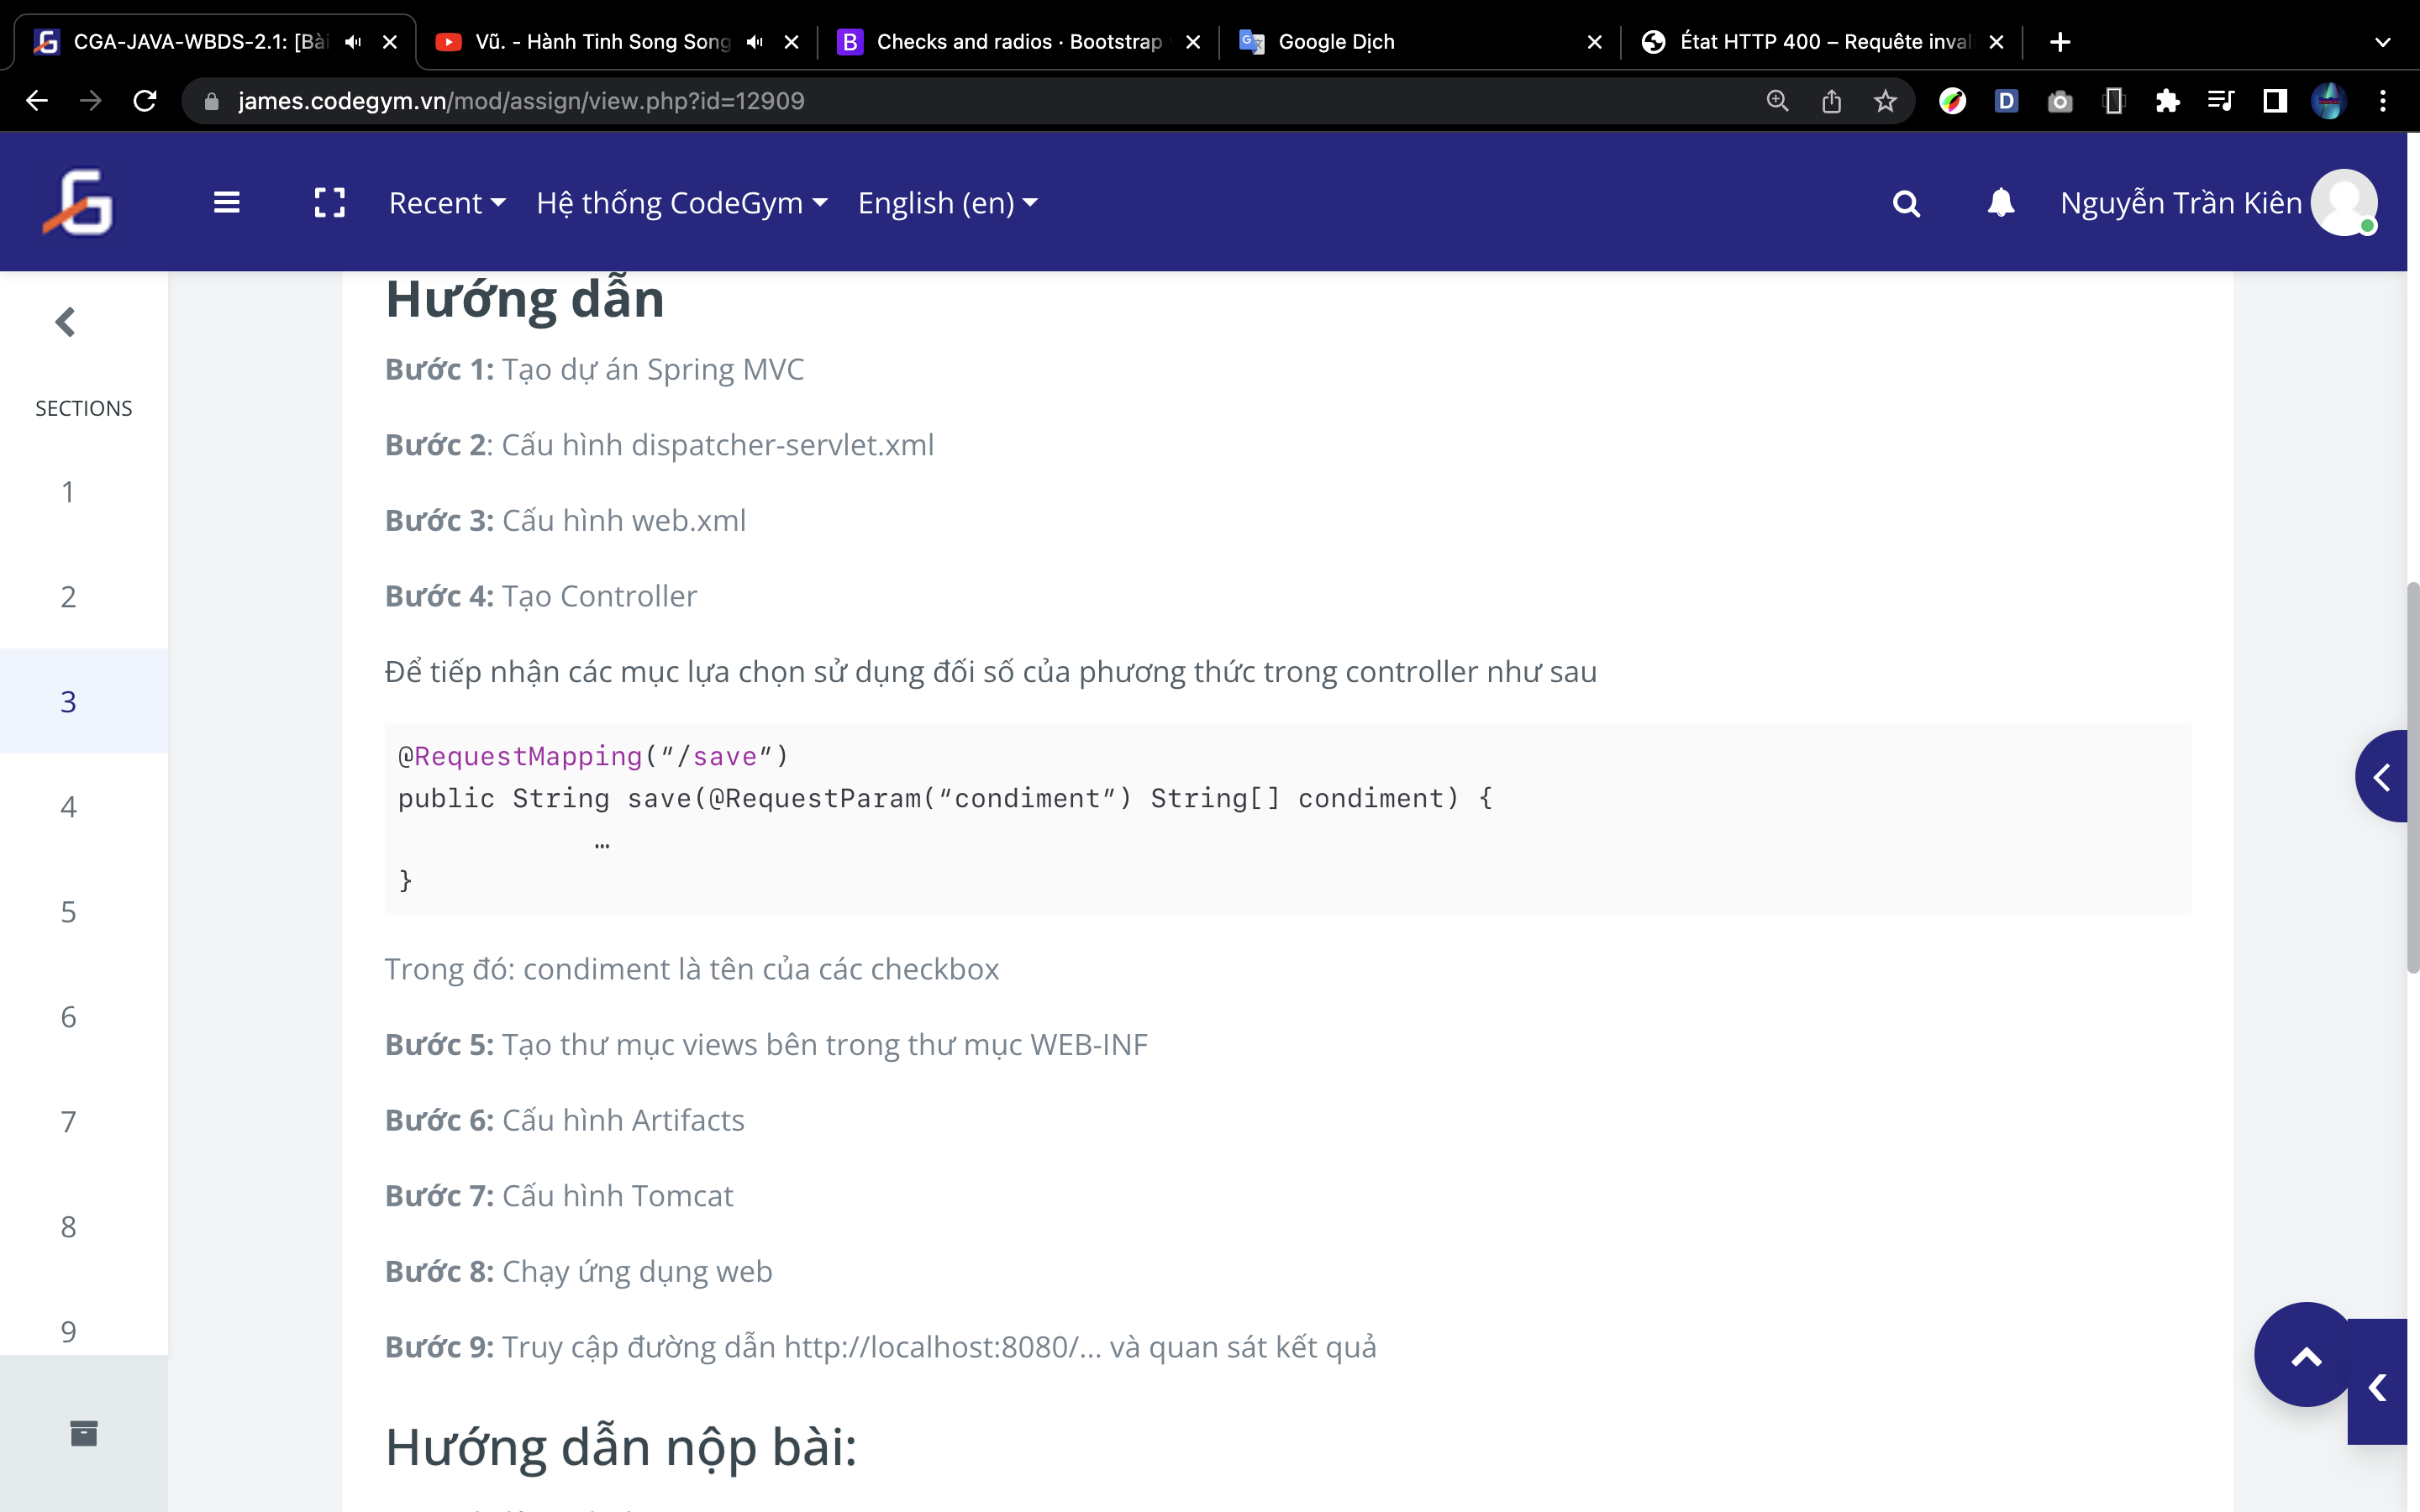 CGA-JAVA-WBDS-2.1: [Bài
Vũ. - Hành Tinh Song Song
Checks and radios · Bootstrap
Google Dịch
État HTTP 400 – Requête inval
james.codegym.vn/mod/assign/view.php?id=12909
Recent
Hệ thống CodeGym
English (en)
Nguyễn Trần Kiên
SECTIONS
1
2
3
4
5
6
7
8
9
Hướng dẫn
Bước 1: Tạo dự án Spring MVC
Bước 2: Cấu hình dispatcher-servlet.xml
Bước 3: Cấu hình web.xml
Bước 4: Tạo Controller
Để tiếp nhận các mục lựa chọn sử dụng đối số của phương thức trong controller như sau
@RequestMapping(“/save”)
public String save(@RequestParam(“condiment”) String[] condiment) {
…
}
Trong đó: condiment là tên của các checkbox
Bước 5: Tạo thư mục views bên trong thư mục WEB-INF
Bước 6: Cấu hình Artifacts
Bước 7: Cấu hình Tomcat
Bước 8: Chạy ứng dụng web
Bước 9: Truy cập đường dẫn http://localhost:8080/... và quan sát kết quả
Hướng dẫn nộp bài: